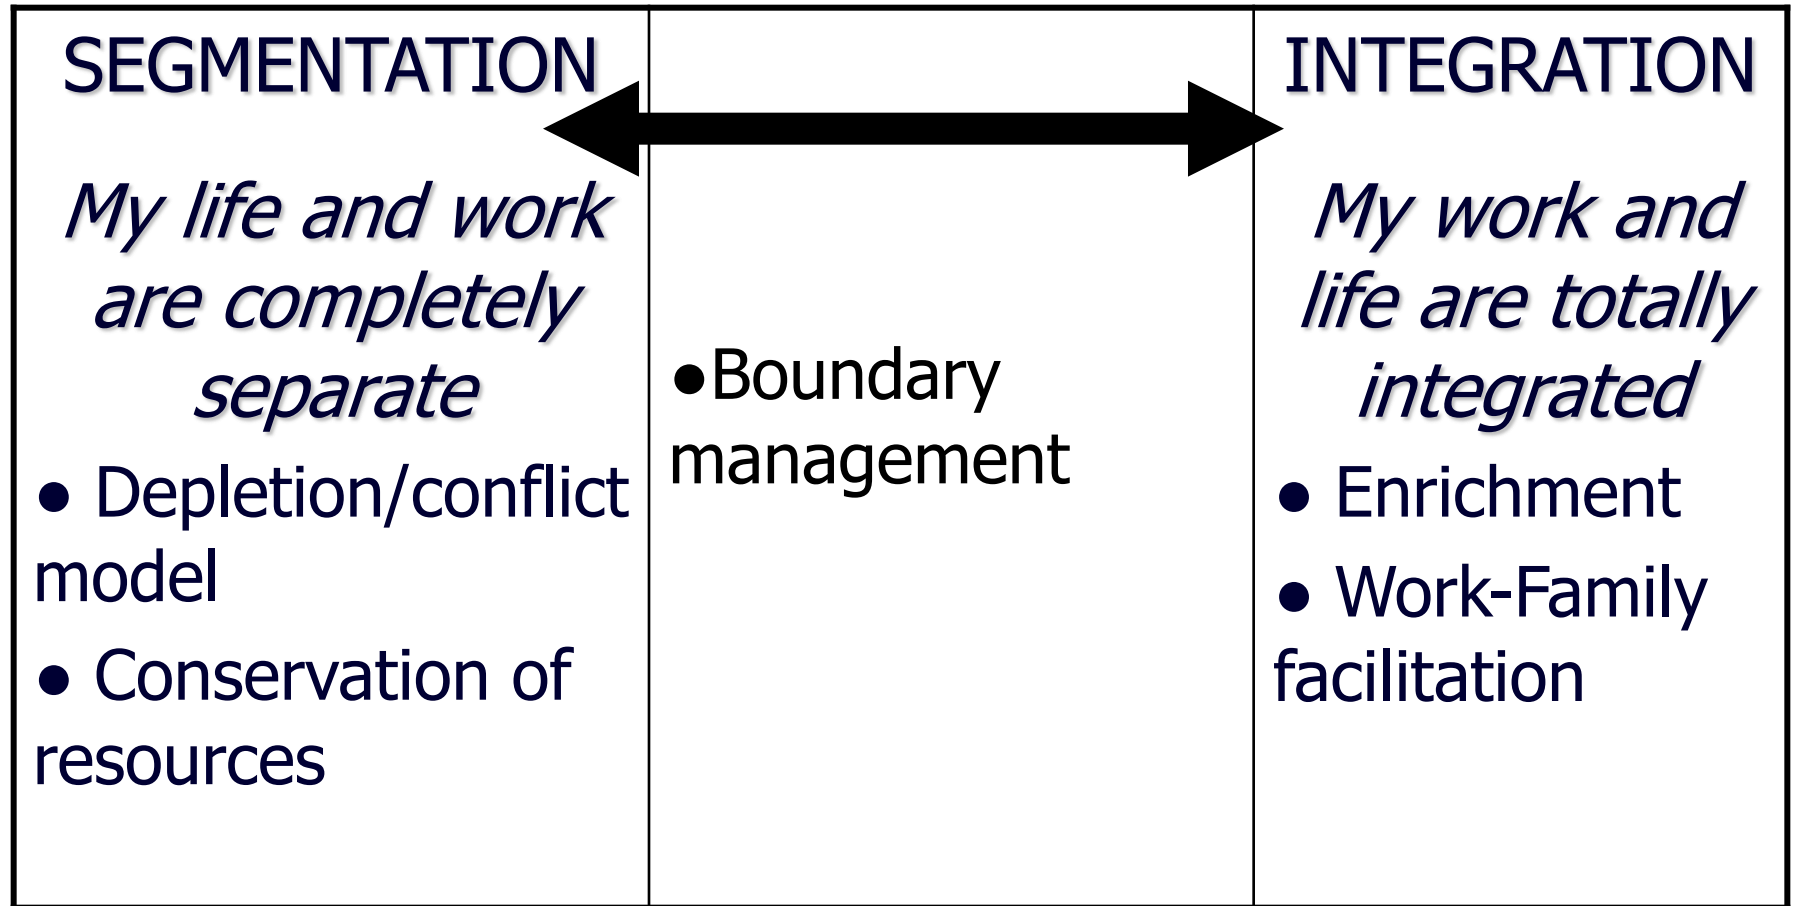 SEGMENTATION
My life and work
are completely
separate
● Depletion/conflict
model
● Conservation of
resources
●Boundary
management
INTEGRATION
My work and
life are totally
integrated
● Enrichment
● Work-Family
facilitation